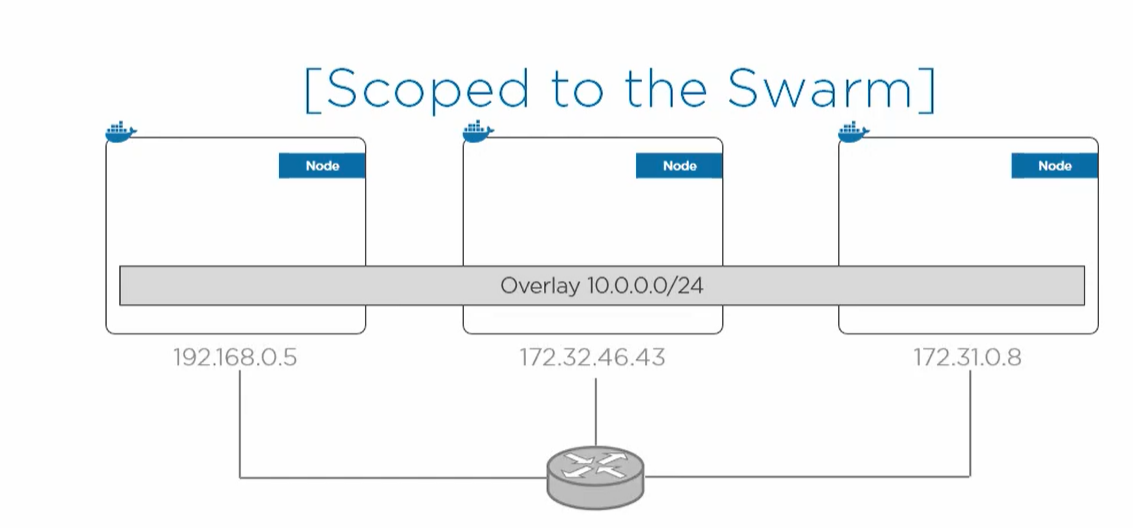 [Scoped to the Swarm]
Node
Node
Node
Overlay 10.0.0.0/24
192.168.0.5
172.32.46.43
172.31.0.8